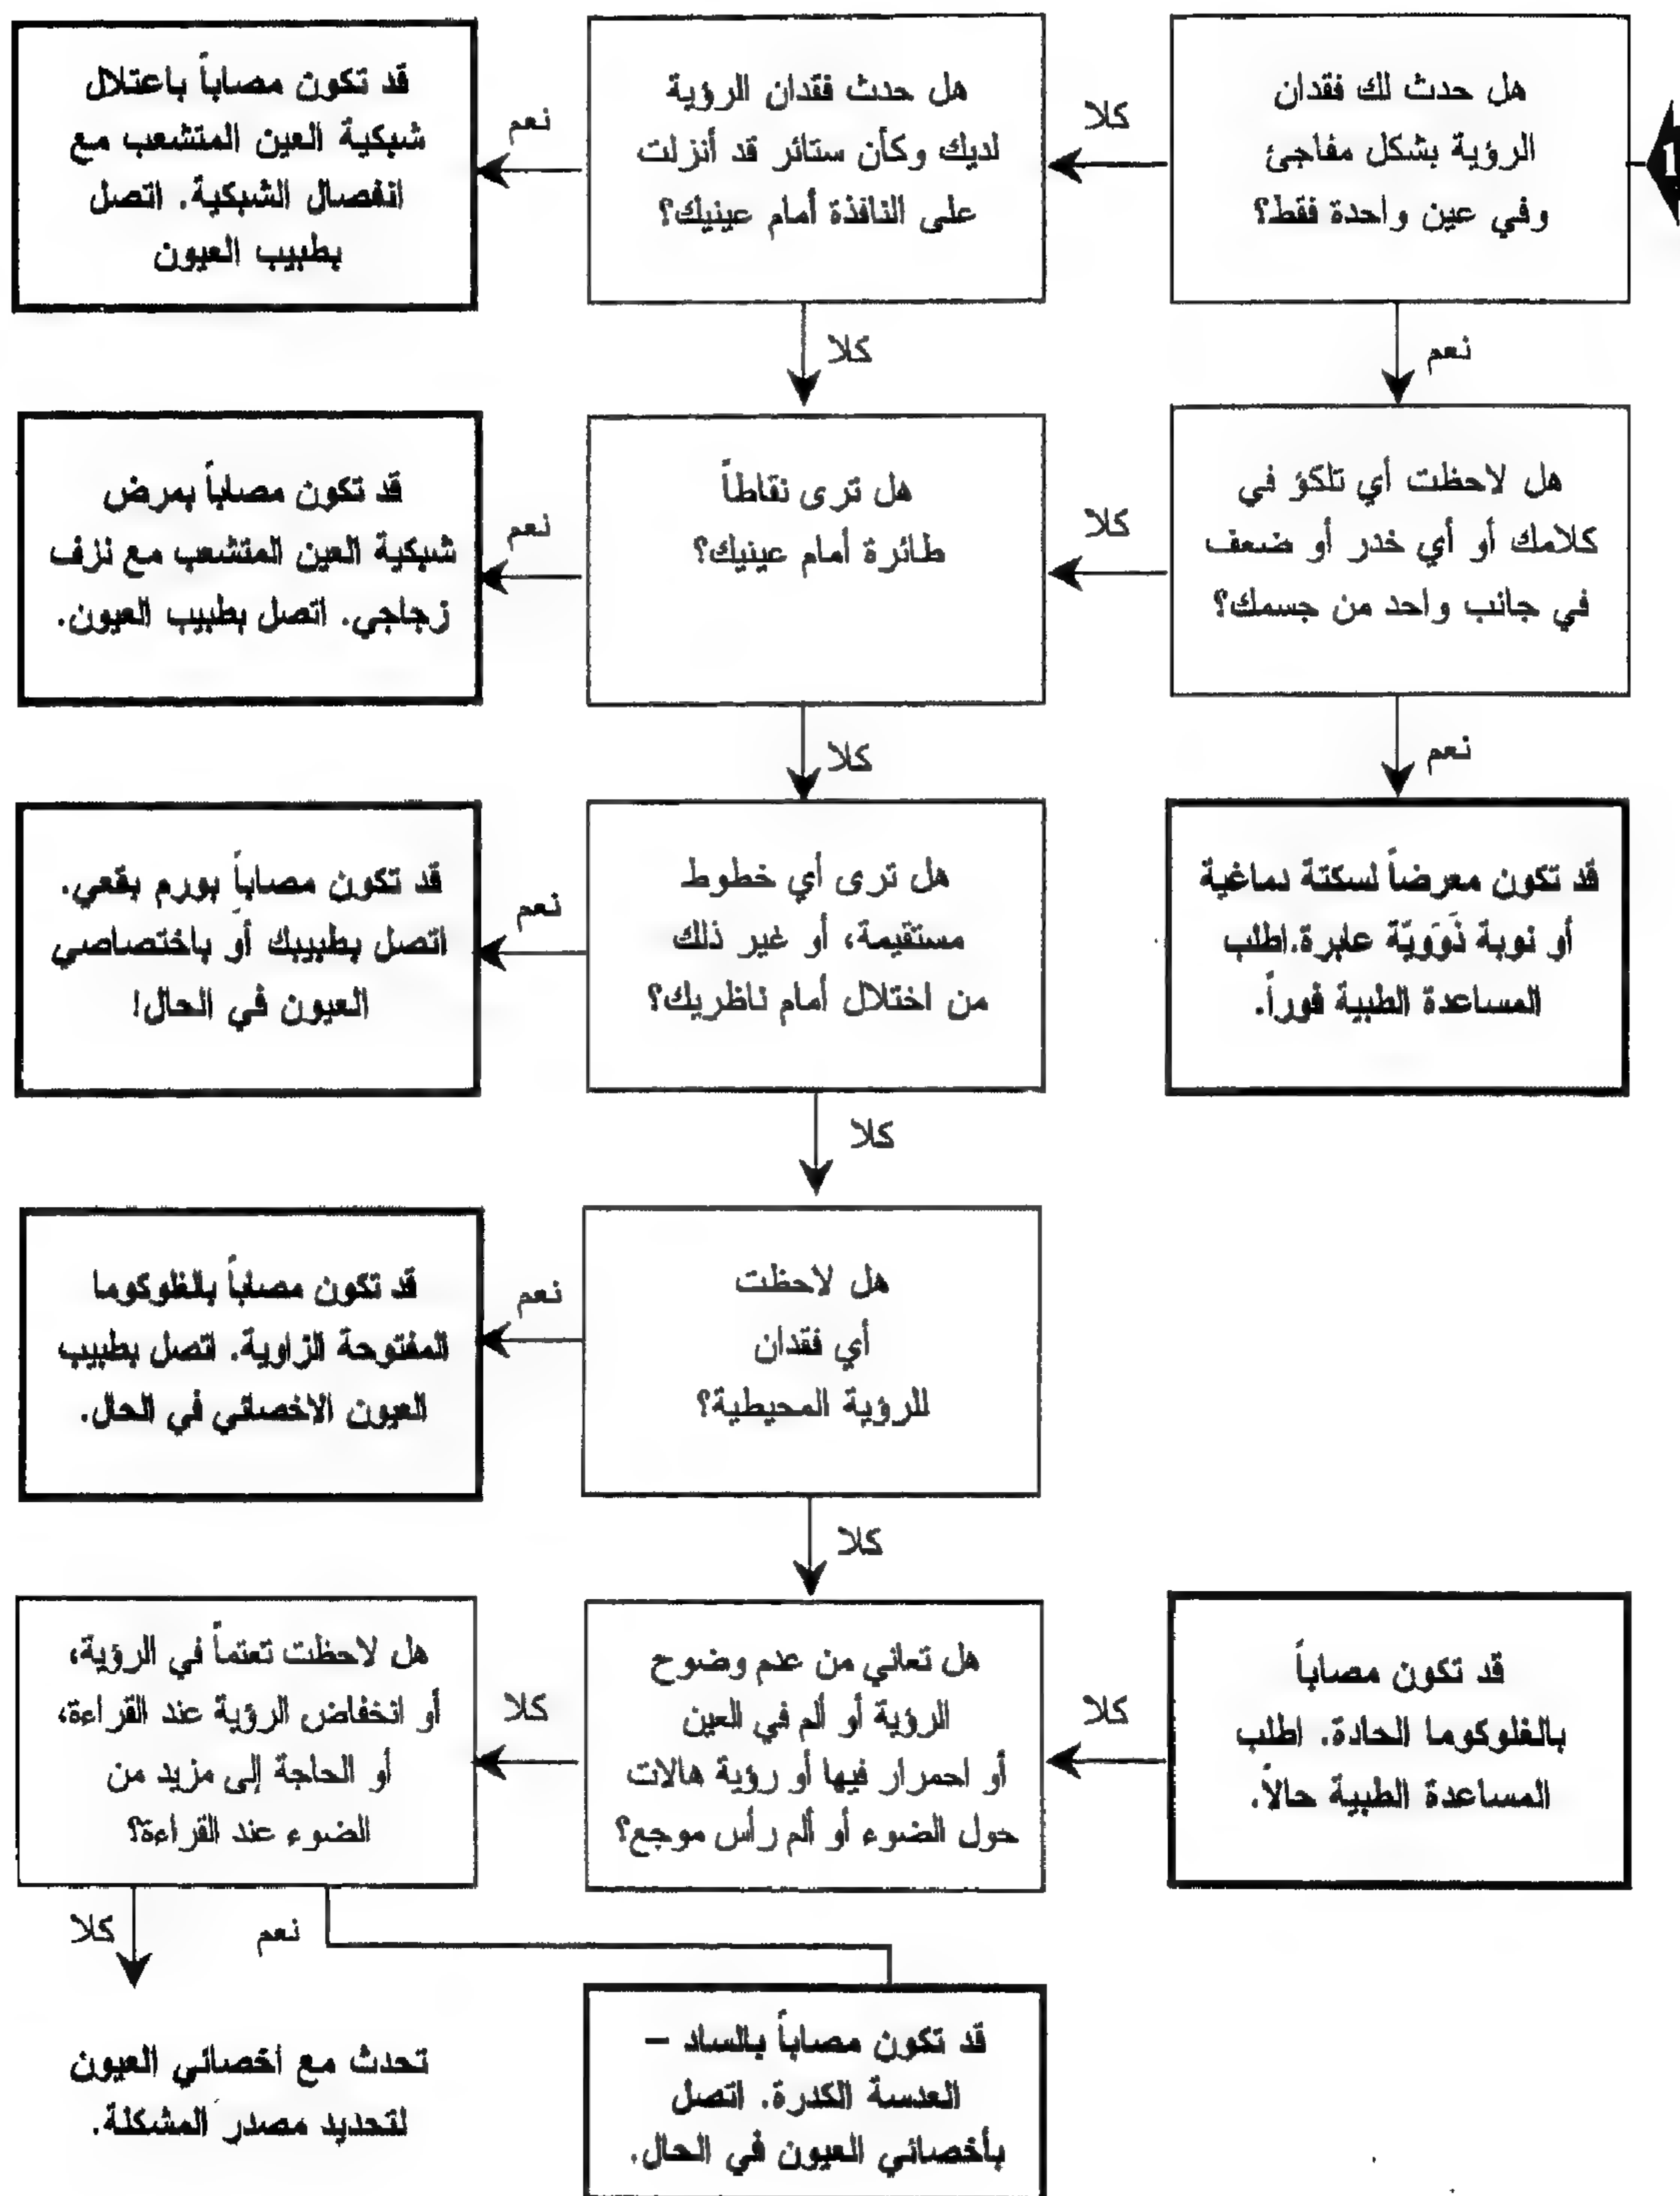 1
هل حدث لك فقدان
الرؤية بشكل مفاجئ
وفي عين واحدة فقط؟
كلا
هل حدث فقدان الرؤية
لديك وكأن ستائر قد أنزلت
على النافذة أمام عينيك؟
نعم
قد تكون مصاباً باعتلال
شبكية العين المتشعب مع
انفصال الشبكية. اتصل
بطبيب العيون
نعم
كلا
هل لاحظت أي تلكؤ في
كلامك أو أي خدر أو ضعف
في جانب واحد من جسمك؟
كلا
هل ترى نقاطاً
طائرة أمام عينيك؟
نعم
قد تكون مصاباً بمرض
شبكية العين المتشعب مع نزف
زجاجي. اتصل بطبيب العيون.
نعم
كلا
قد تكون معرضاً لسكتة دماغية
أو نوبة ذَوَويّة عابرة.اطلب
المساعدة الطبية فوراً.
هل ترى أي خطوط
مستقيمة، أو غير ذلك
من اختلال أمام ناظريك؟
نعم
قد تكون مصاباً بورم بقعي.
اتصل بطبيبك أو باختصاصي
العيون في الحال!
كلا
هل لاحظت
أي فقدان
للرؤية المحيطية؟
نعم
قد تكون مصاباً بالغلوكوما
المفتوحة الزاوية. اتصل بطبيب
العيون الاخصائي في الحال.
كلا
قد تكون مصاباً
بالغلوكوما الحادة. اطلب
المساعدة الطبية حالاً.
كلا
هل تعاني من عدم وضوح
الرؤية أو ألم في العين
أو احمرار فيها أو رؤية هالات
حول الضوء أو ألم رأس موجع؟
كلا
هل لاحظت تعتماً في الرؤية،
أو انخفاض الرؤية عند القراءة،
أو الحاجة إلى مزيد من
الضوء عند القراءة؟
نعم
كلا
قد تكون مصاباً بالساد –
العدسة الكدرة. اتصل
بأخصائي العيون في الحال.
تحدث مع اخصائي العيون
لتحديد مصدر المشكلة.